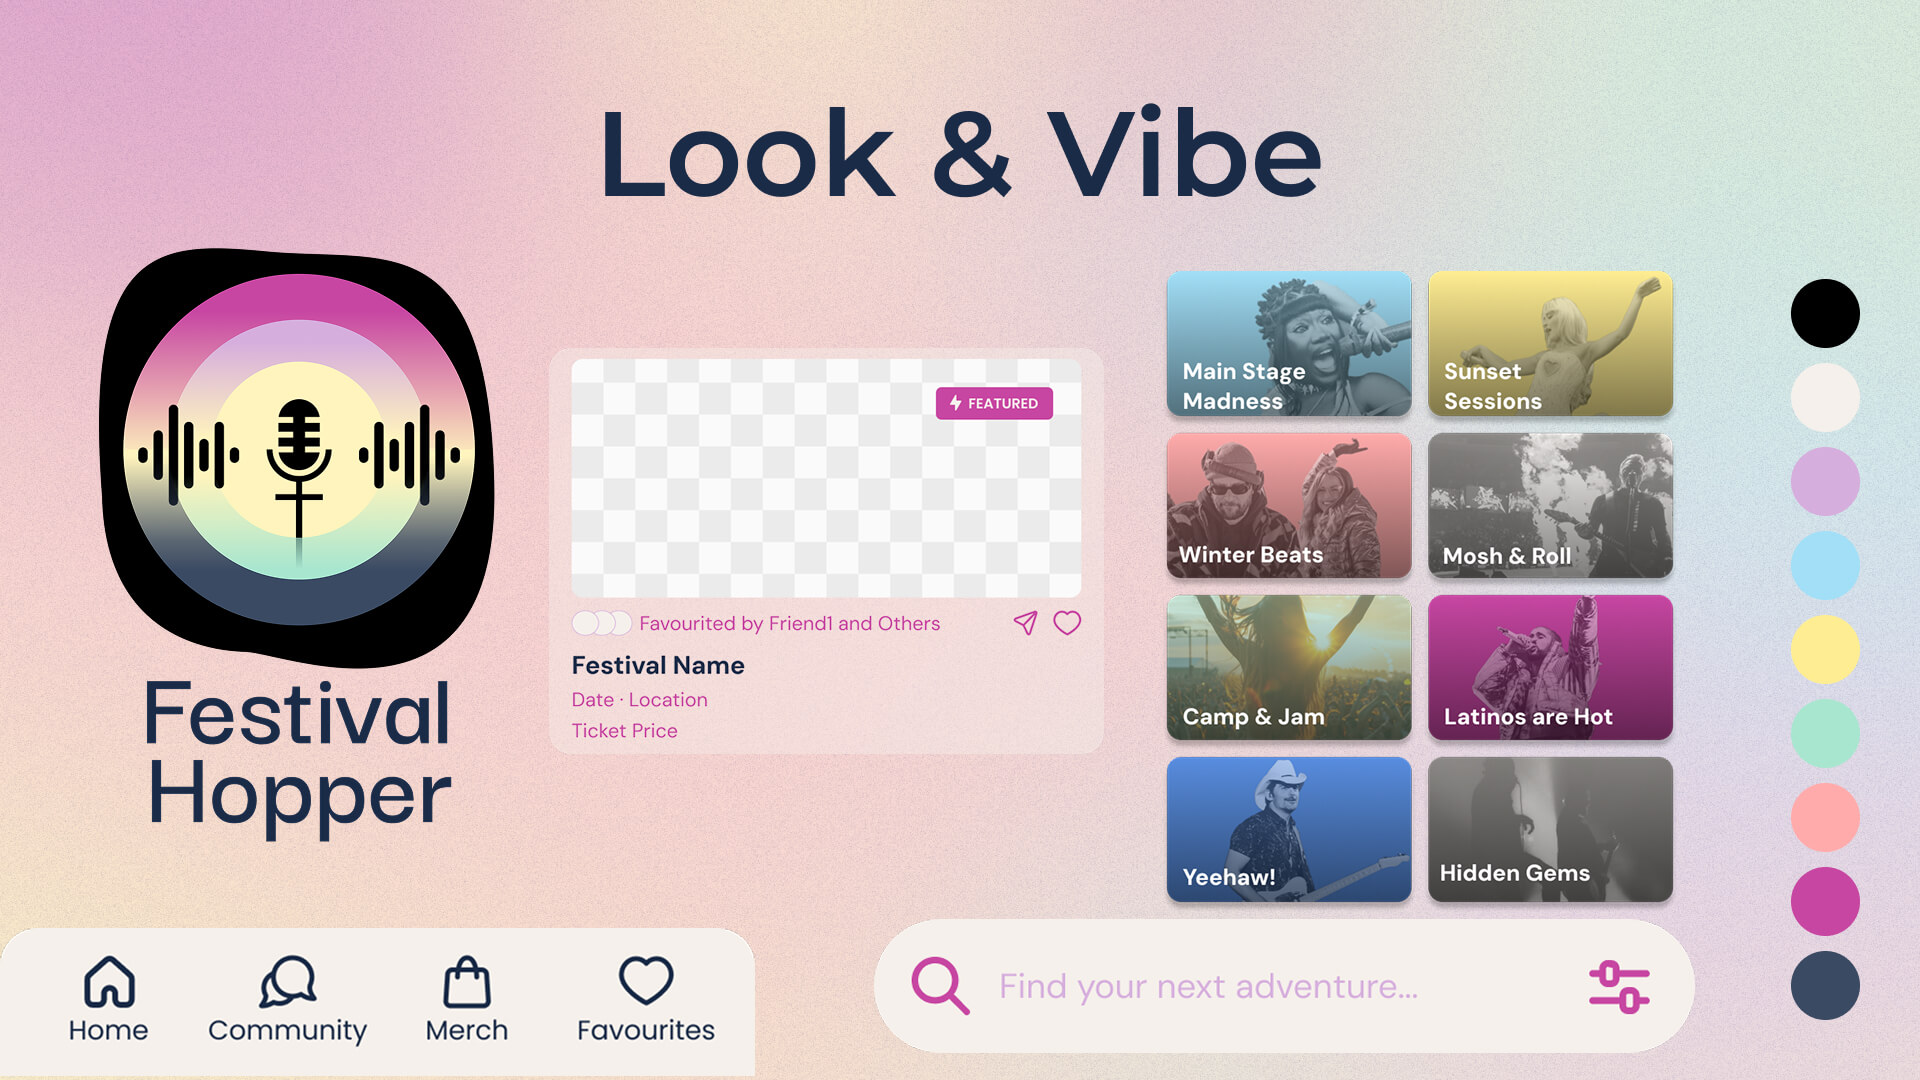 Look & Vibe
Festival
Hopper
FEATURED
Favourited by Friend1 and Others
Festival Name
Date · Location
Ticket Price
Main Stage
Madness
Sunset
Sessions
Winter Beats
Mosh & Roll
Camp & Jam
Latinos are Hot
Yeehaw!
Hidden Gems
Home
Community
Merch
Favourites
Find your next adventure...